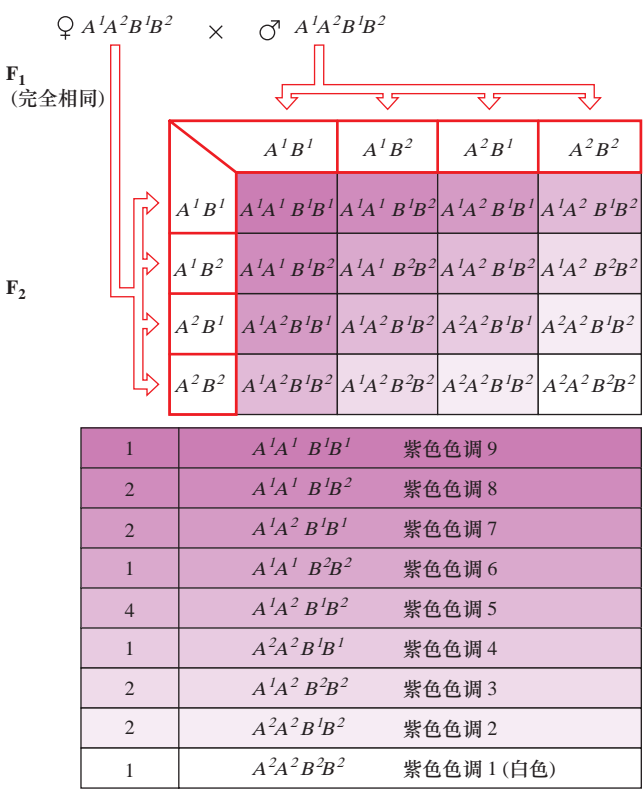 ♀ A¹A²B¹B² × ♂ A¹A²B¹B²
F₁
(完全相同)
A¹B¹ A¹B² A²B¹ A²B²
A¹B¹ A¹A¹ B¹B¹ A¹A¹ B¹B² A¹A² B¹B¹ A¹A² B¹B²
A¹B² A¹A¹ B¹B² A¹A¹ B²B² A¹A² B¹B² A¹A² B²B²
F₂
A²B¹ A¹A²B¹B¹ A¹A²B¹B² A²A²B¹B¹ A²A²B¹B²
A²B² A¹A²B¹B² A¹A²B²B² A²A²B¹B² A²A²B²B²
1 A¹A¹ B¹B¹ 紫色色调 9
2 A¹A¹ B¹B² 紫色色调 8
2 A¹A² B¹B¹ 紫色色调 7
1 A¹A¹ B²B² 紫色色调 6
4 A¹A² B¹B² 紫色色调 5
1 A²A² B¹B¹ 紫色色调 4
2 A¹A² B²B² 紫色色调 3
2 A²A² B¹B² 紫色色调 2
1 A²A² B²B² 紫色色调 1 (白色)